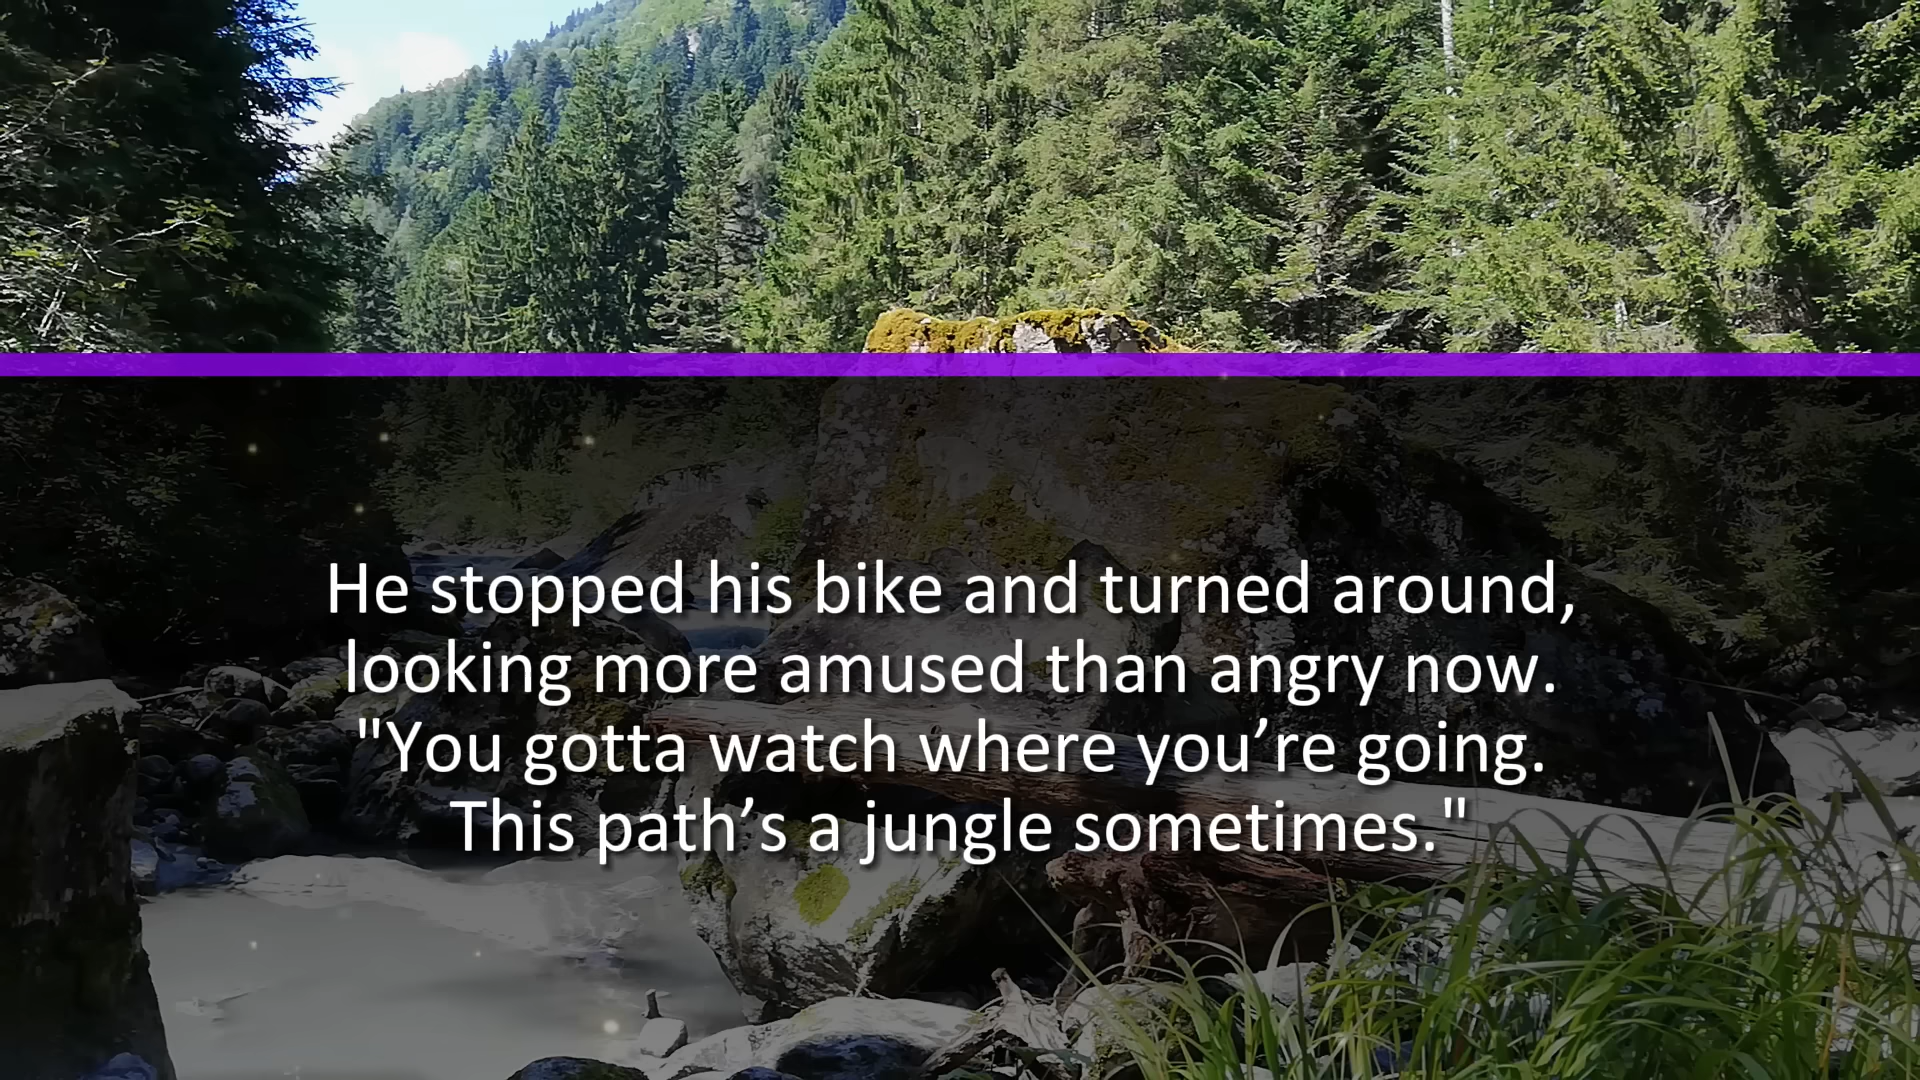 He stopped his bike and turned around,
looking more amused than angry now.
"You gotta watch where you’re going.
This path’s a jungle sometimes."